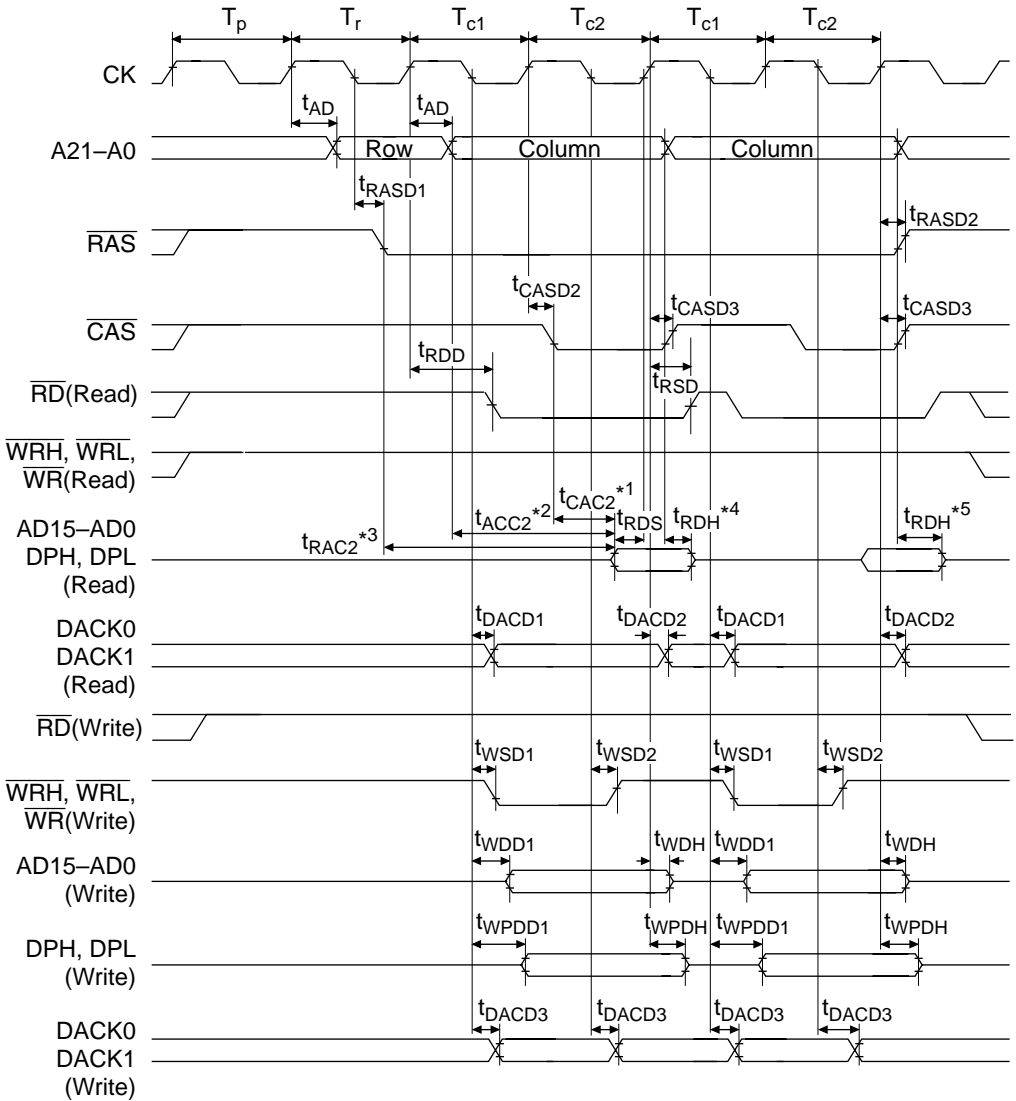 Tp Tr Tc1 Tc2 Tc1 Tc2
CK
tAD tAD
A21–A0 Row Column Column
tRASD1
RAS tRASD2
tCASD2 tCASD3 tCASD3
CAS
tRDD tRSD
RD(Read)
WRH, WRL,
WR(Read)
tCAC2*1
AD15–AD0 tACC2*2 tRDS tRDH*4 tRDH*5
DPH, DPL tRAC2*3
(Read)
DACK0 tDACD1 tDACD2 tDACD1 tDACD2
DACK1
(Read)
RD(Write)
tWSD1 tWSD2 tWSD1 tWSD2
WRH, WRL,
WR(Write)
tWDD1 tWDH tWDD1 tWDH
AD15–AD0
(Write)
tWPDD1 tWPDH tWPDD1 tWPDH
DPH, DPL
(Write)
tDACD3 tDACD3 tDACD3 tDACD3
DACK0
DACK1
(Write)